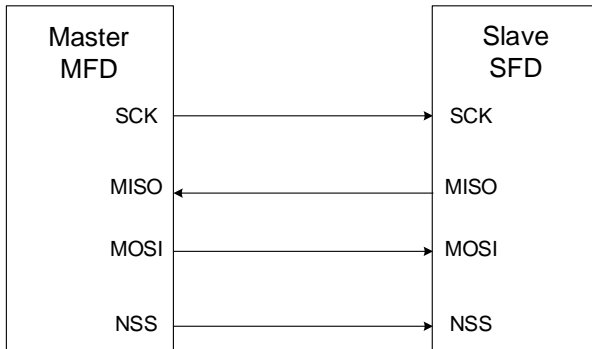 Master
MFD
Slave
SFD
SCK
SCK
MISO
MISO
MOSI
MOSI
NSS
NSS